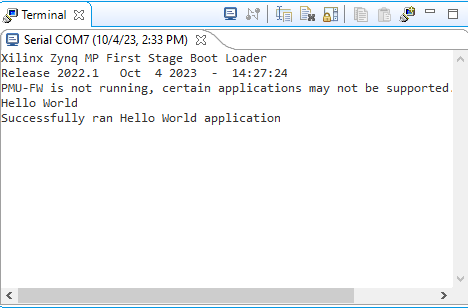 Terminal
Serial COM7 (10/4/23, 2:33 PM)
Xilinx Zynq MP First Stage Boot Loader
Release 2022.1   Oct  4 2023  -  14:27:24
PMU-FW is not running, certain applications may not be supported.
Hello World
Successfully ran Hello World application